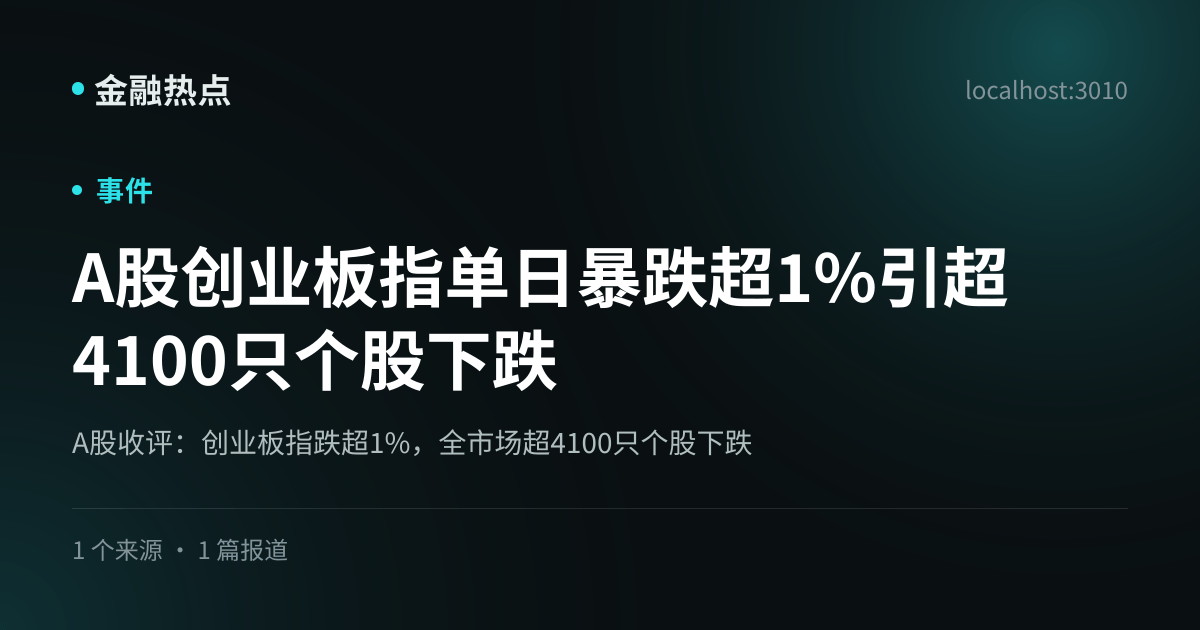 金融热点
localhost:3010
事件
A股创业板指单日暴跌超1%引超
4100只个股下跌
A股收评：创业板指跌超1%，全市场超4100只个股下跌
1 个来源 · 1 篇报道